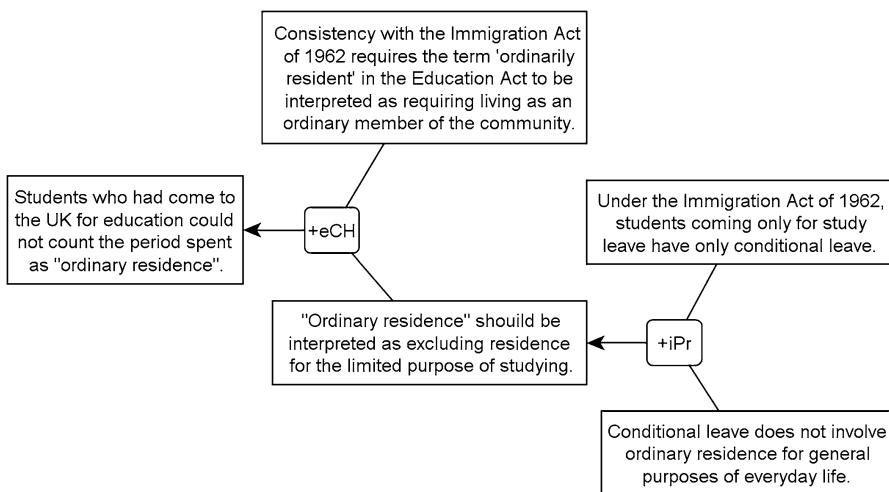 Consistency with the Immigration Act
of 1962 requires the term 'ordinarily
resident' in the Education Act to be
interpreted as requiring living as an
ordinary member of the community.
Students who had come to
the UK for education could
not count the period spent
as "ordinary residence".
+eCH
Under the Immigration Act of 1962,
students coming only for study
leave have only conditional leave.
"Ordinary residence" should be
interpreted as excluding residence
for the limited purpose of studying.
+iPr
Conditional leave does not involve
ordinary residence for general
purposes of everyday life.